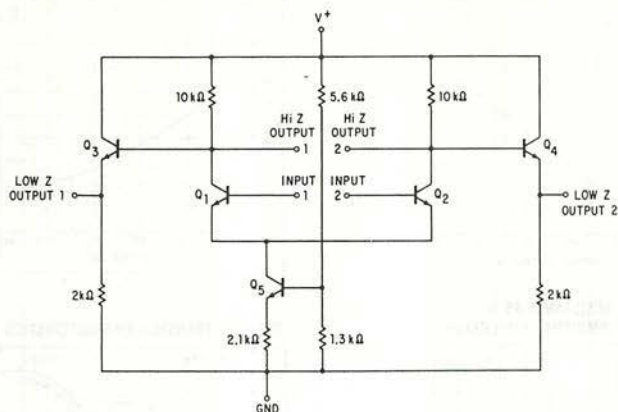 V+
10kΩ
5.6kΩ
10kΩ
Hi Z
OUTPUT
1
Hi Z
OUTPUT
2
Q3
Q4
LOW Z
OUTPUT 1
LOW Z
OUTPUT 2
INPUT
1
INPUT
2
Q1
Q2
Q5
2kΩ
2.1kΩ
1.3kΩ
2kΩ
GND